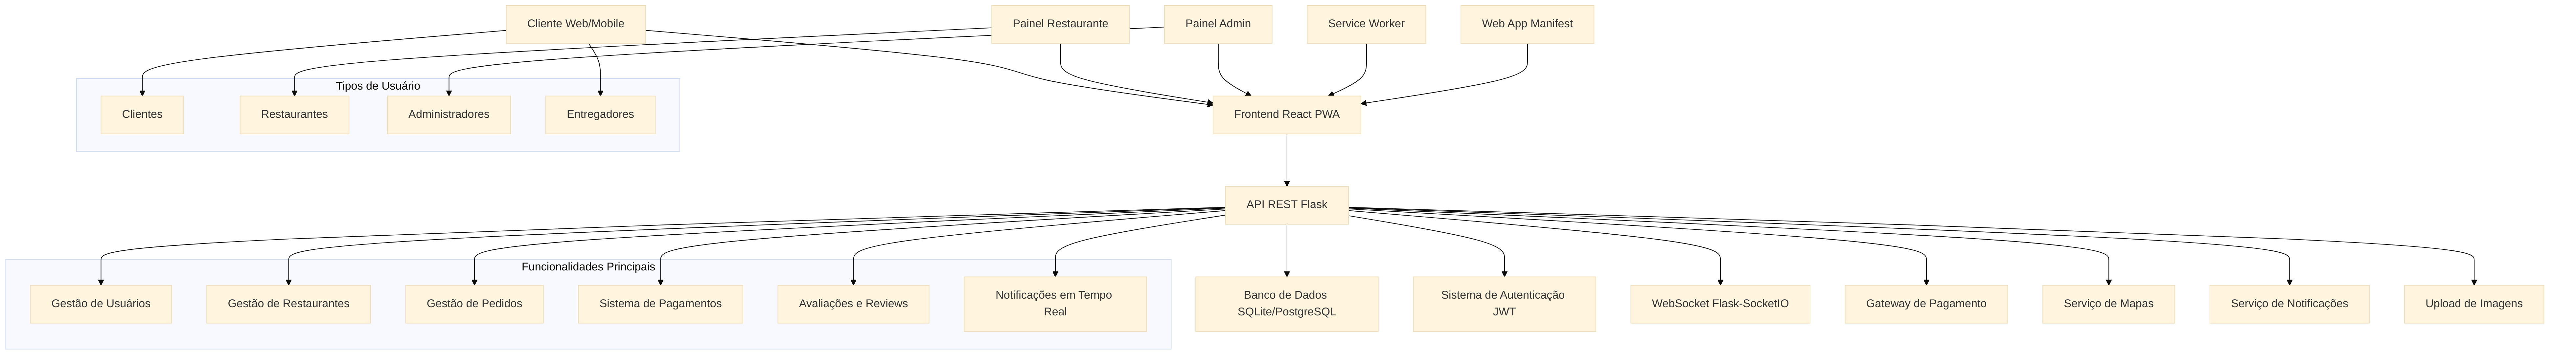 Cliente Web/Mobile
Painel Restaurante
Painel Admin
Service Worker
Web App Manifest
Tipos de Usuário
Clientes
Restaurantes
Administradores
Entregadores
Frontend React PWA
API REST Flask
Funcionalidades Principais
Gestão de Usuários
Gestão de Restaurantes
Gestão de Pedidos
Sistema de Pagamentos
Avaliações e Reviews
Notificações em Tempo
Real
Banco de Dados
SQLite/PostgreSQL
Sistema de Autenticação
JWT
WebSocket Flask-SocketIO
Gateway de Pagamento
Serviço de Mapas
Serviço de Notificações
Upload de Imagens